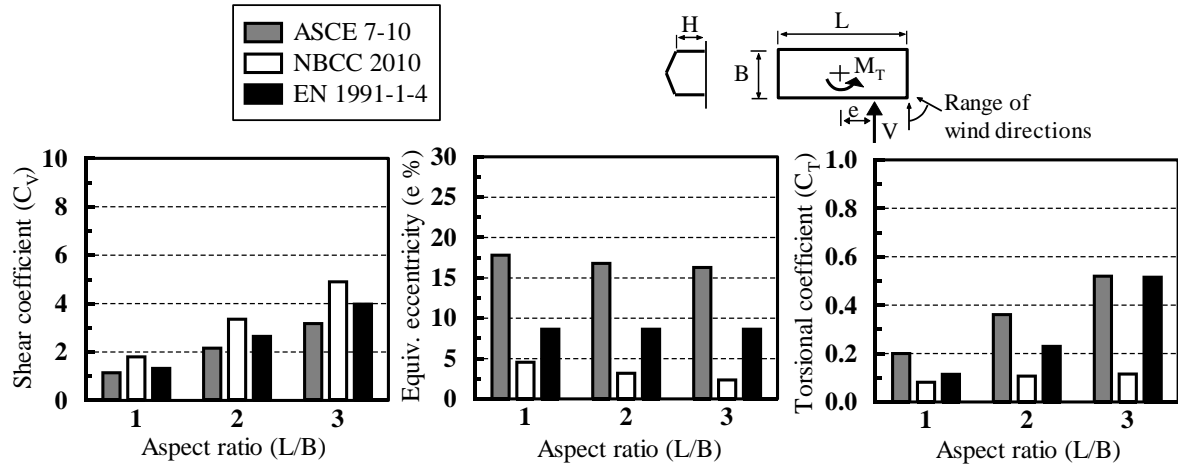 ASCE 7-10
NBCC 2010
EN 1991-1-4
H
L
B
M_T
e
V
Range of
wind directions
Shear coefficient (C_V)
10
8
6
4
2
0
1 2 3
Aspect ratio (L/B)
Equiv. eccentricity (e %)
30
25
20
15
10
5
0
1 2 3
Aspect ratio (L/B)
Torsional coefficient (C_T)
1.0
0.8
0.6
0.4
0.2
0.0
1 2 3
Aspect ratio (L/B)